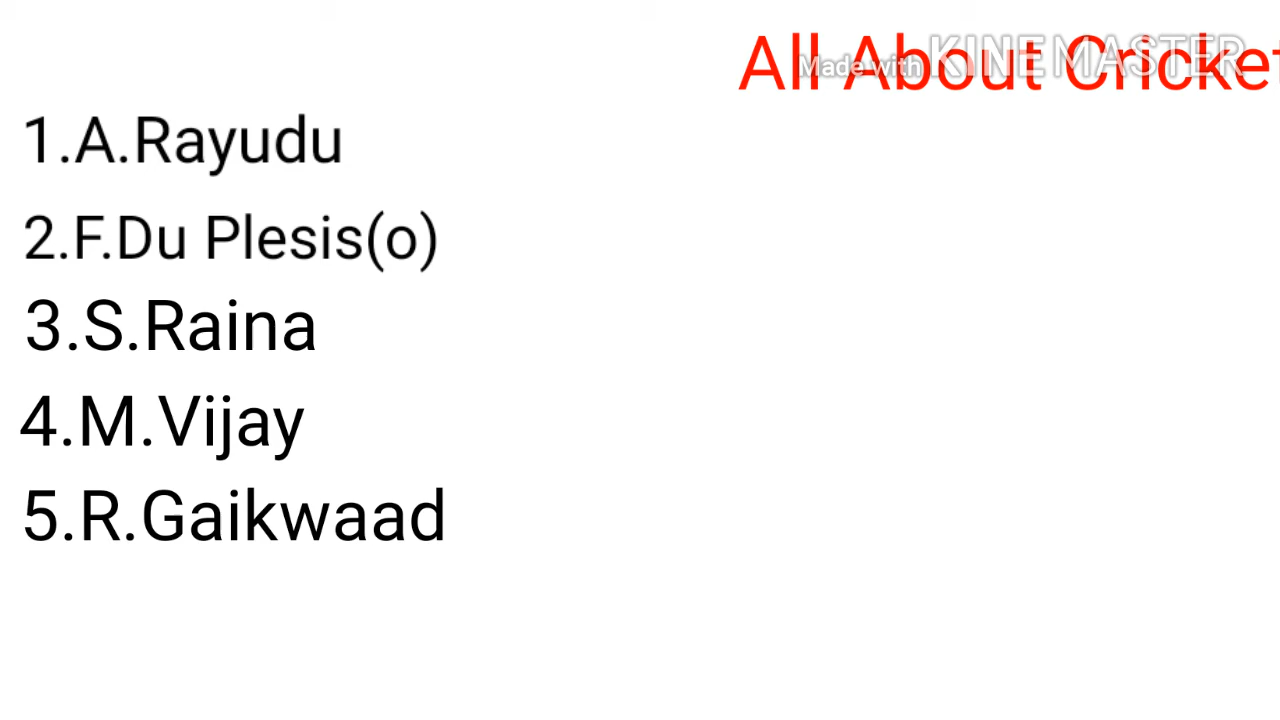 All About Cricket
Made with KINEMASTER
1.A.Rayudu
2.F.Du Plesis(o)
3.S.Raina
4.M.Vijay
5.R.Gaikwaad